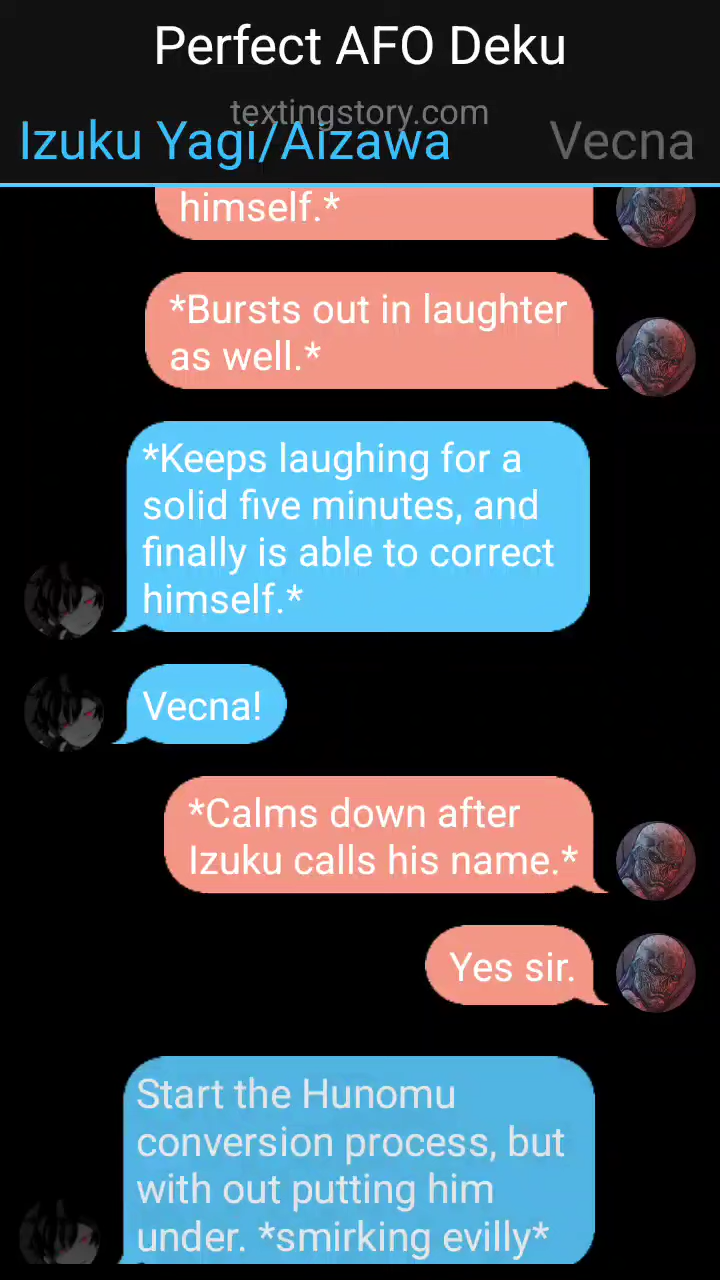 Perfect AFO Deku
textingstory.com
Izuku Yagi/Aizawa
Vecna
himself.*
*Bursts out in laughter
as well.*
*Keeps laughing for a
solid five minutes, and
finally is able to correct
himself.*
Vecna!
*Calms down after
Izuku calls his name.*
Yes sir.
Start the Hunomu
conversion process, but
with out putting him
under. *smirking evilly*